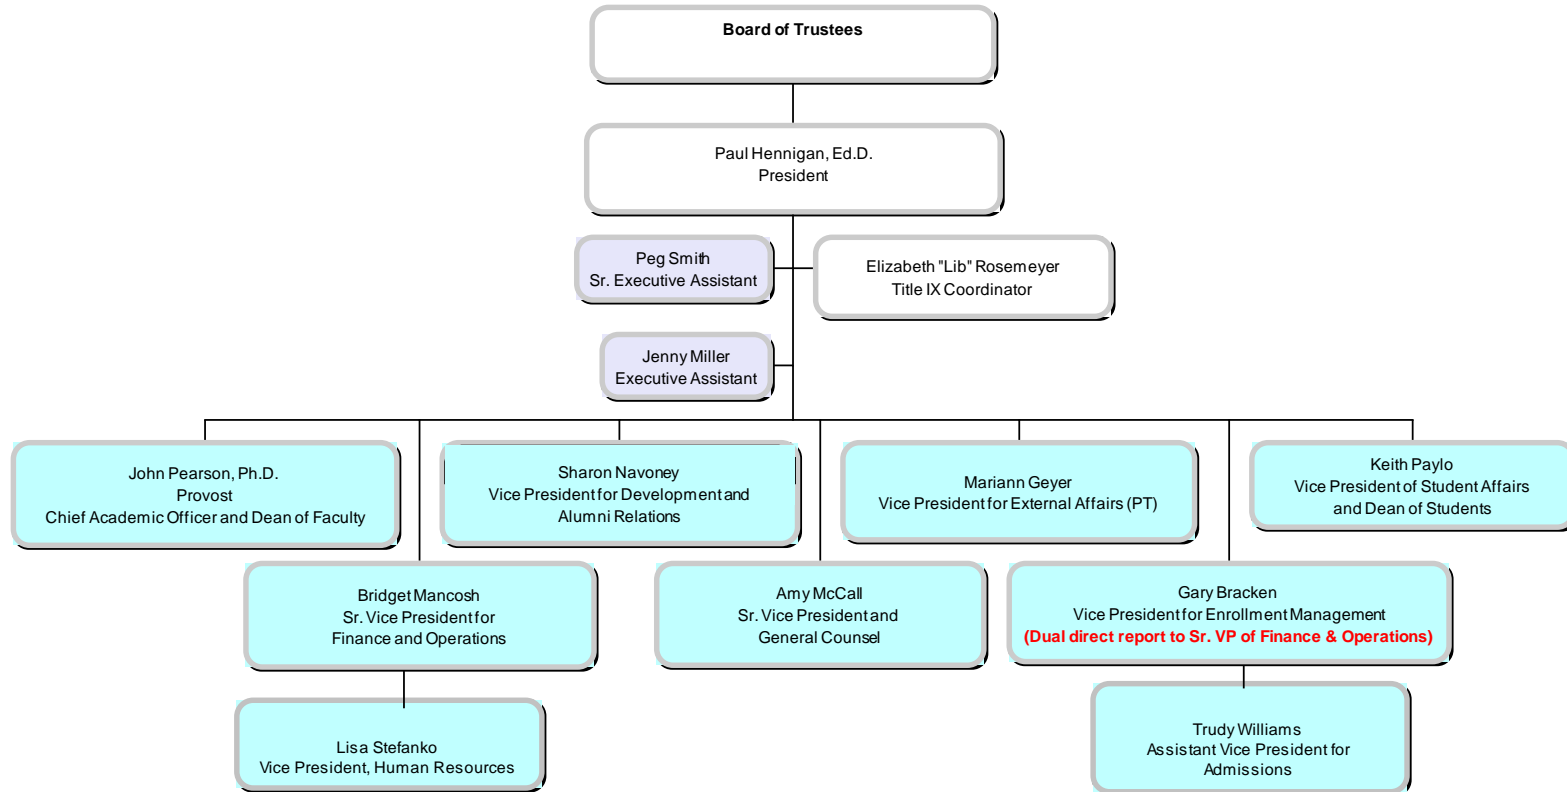 Board of Trustees
Paul Hennigan, Ed.D.
President
Peg Smith
Sr. Executive Assistant
Elizabeth "Lib" Rosemeyer
Title IX Coordinator
Jenny Miller
Executive Assistant
John Pearson, Ph.D.
Provost
Chief Academic Officer and Dean of Faculty
Sharon Navoney
Vice President for Development and
Alumni Relations
Mariann Geyer
Vice President for External Affairs (PT)
Keith Paylo
Vice President of Student Affairs
and Dean of Students
Bridget Mancosh
Sr. Vice President for
Finance and Operations
Amy McCall
Sr. Vice President and
General Counsel
Gary Bracken
Vice President for Enrollment Management
(Dual direct report to Sr. VP of Finance & Operations)
Lisa Stefanko
Vice President, Human Resources
Trudy Williams
Assistant Vice President for
Admissions